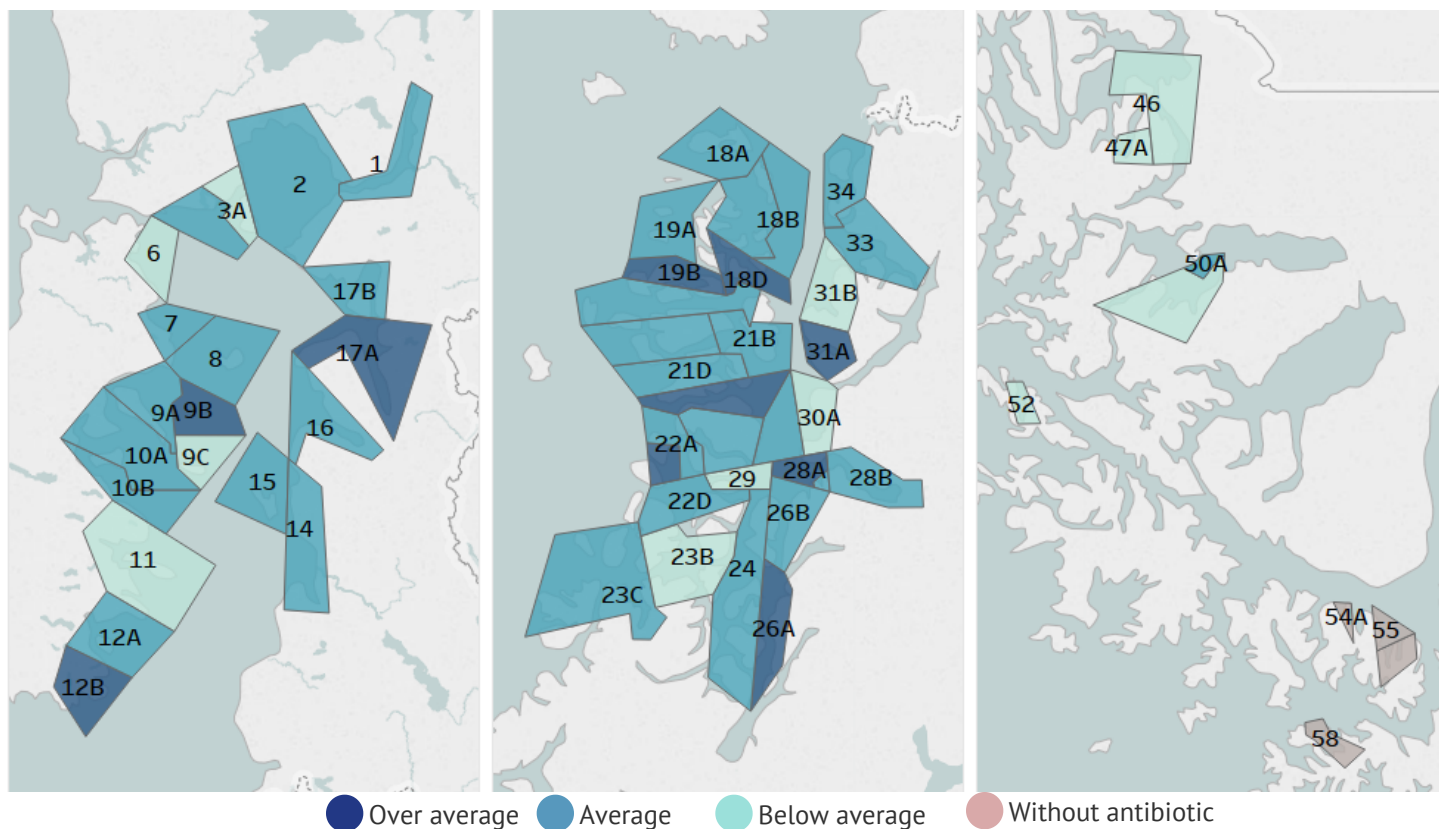 1
2
3A
6
17B
7
17A
8
9A
9B
16
10A
9C
15
10B
14
11
12A
12B
18A
34
18B
19A
33
19B
18D
31B
21B
31A
21D
30A
22A
28A
29
28B
22D
26B
23B
24
23C
26A
46
47A
50A
52
54A
55
58
Over average
Average
Below average
Without antibiotic